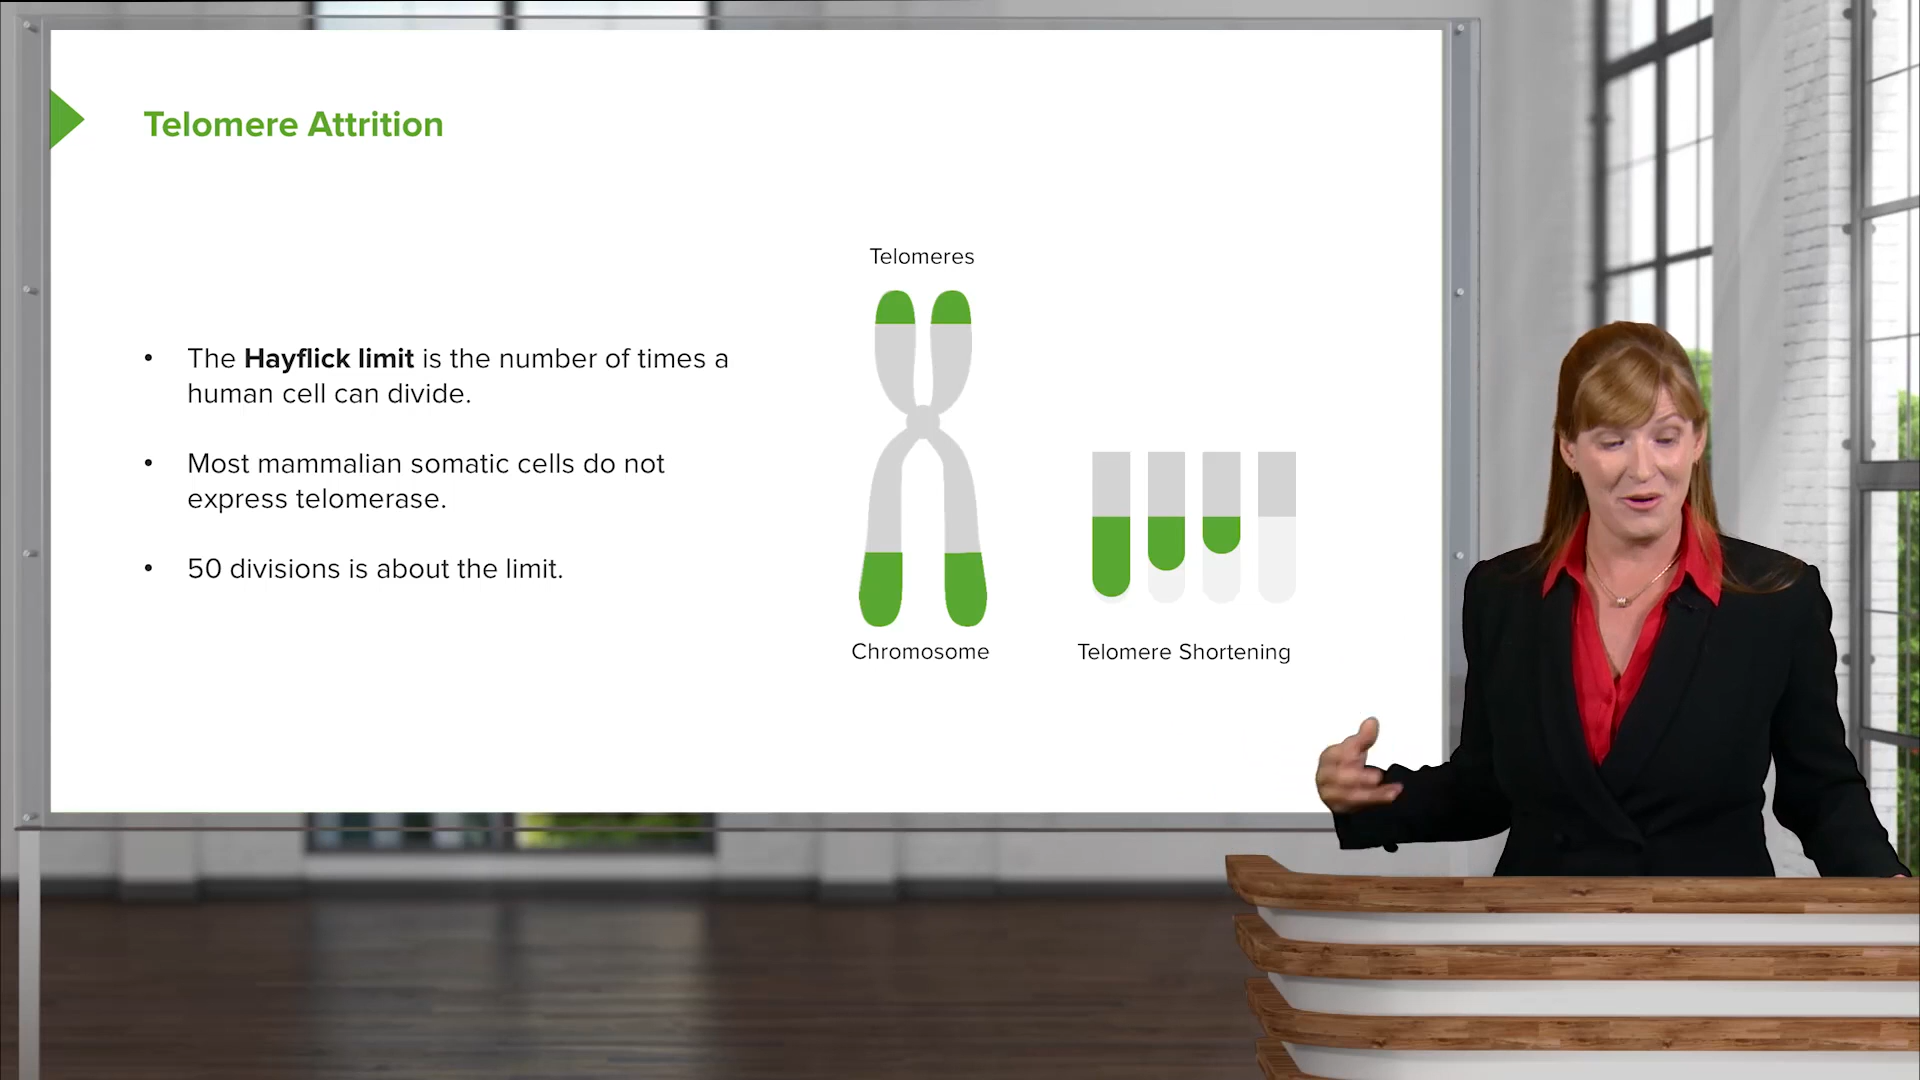 Telomere Attrition
• The Hayflick limit is the number of times a
human cell can divide.
• Most mammalian somatic cells do not
express telomerase.
• 50 divisions is about the limit.
Telomeres
Chromosome
Telomere Shortening